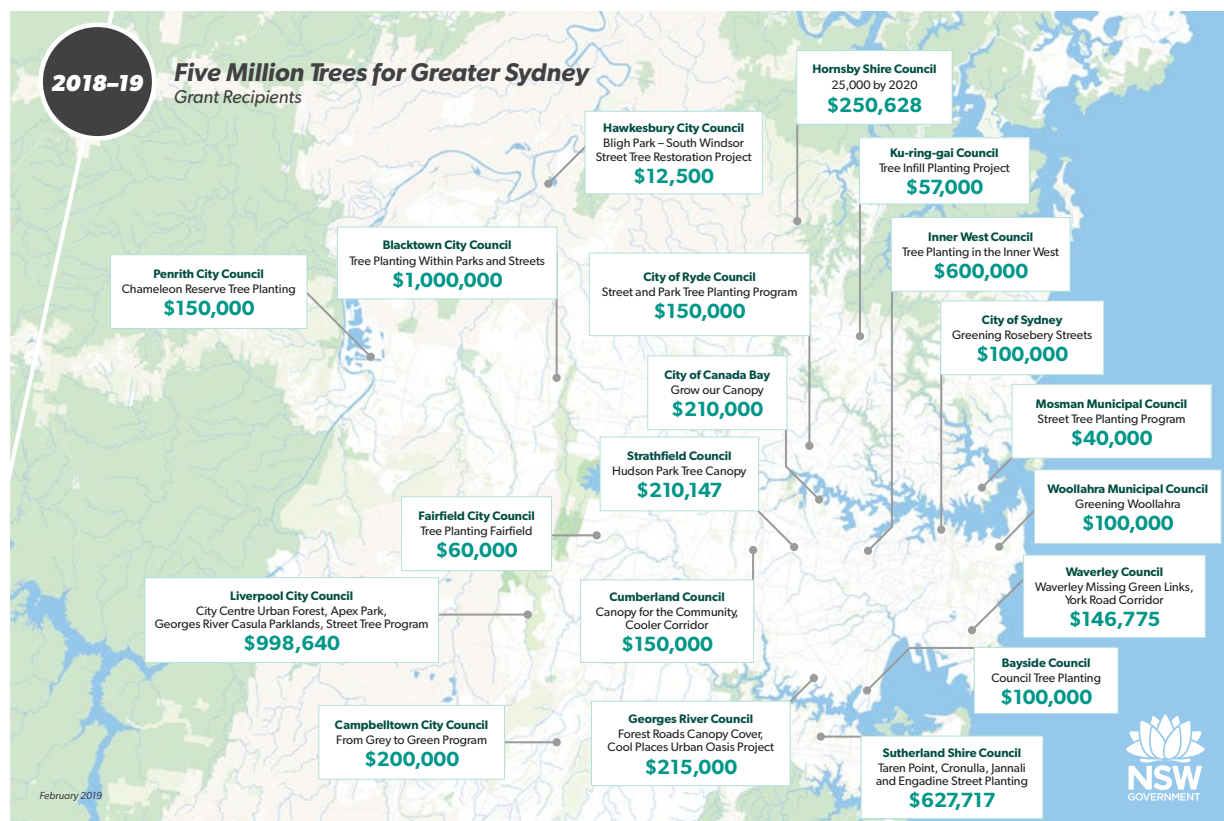 2018–19
Five Million Trees for Greater Sydney
Grant Recipients
Hornsby Shire Council
25,000 by 2020
$250,628
Hawkesbury City Council
Bligh Park – South Windsor
Street Tree Restoration Project
$12,500
Ku-ring-gai Council
Tree Infill Planting Project
$57,000
Inner West Council
Tree Planting in the Inner West
$600,000
Blacktown City Council
Tree Planting Within Parks and Streets
$1,000,000
Penrith City Council
Chameleon Reserve Tree Planting
$150,000
City of Ryde Council
Street and Park Tree Planting Program
$150,000
City of Sydney
Greening Rosebery Streets
$100,000
City of Canada Bay
Grow our Canopy
$210,000
Mosman Municipal Council
Street Tree Planting Program
$40,000
Strathfield Council
Hudson Park Tree Canopy
$210,147
Woollahra Municipal Council
Greening Woollahra
$100,000
Fairfield City Council
Tree Planting Fairfield
$60,000
Waverley Council
Waverley Missing Green Links,
York Road Corridor
$146,775
Liverpool City Council
City Centre Urban Forest, Apex Park,
Georges River Casula Parklands, Street Tree Program
$998,640
Cumberland Council
Canopy for the Community,
Cooler Corridor
$150,000
Bayside Council
Council Tree Planting
$100,000
Campbelltown City Council
From Grey to Green Program
$200,000
Georges River Council
Forest Roads Canopy Cover,
Cool Places Urban Oasis Project
$215,000
Sutherland Shire Council
Taren Point, Cronulla, Jannali
and Engadine Street Planting
$627,717
February 2019
NSW
GOVERNMENT